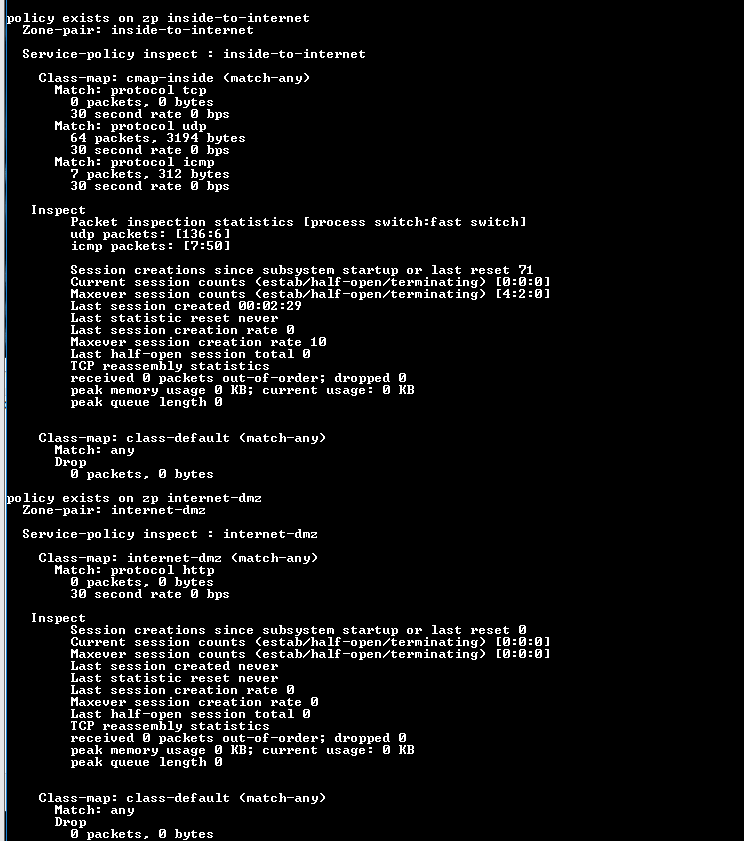 policy exists on zp inside-to-internet
Zone-pair: inside-to-internet
Service-policy inspect : inside-to-internet
Class-map: cmap-inside (match-any)
Match: protocol tcp
0 packets, 0 bytes
30 second rate 0 bps
Match: protocol udp
64 packets, 3194 bytes
30 second rate 0 bps
Match: protocol icmp
7 packets, 312 bytes
30 second rate 0 bps
Inspect
Packet inspection statistics [process switch:fast switch]
udp packets: [136:6]
icmp packets: [7:50]
Session creations since subsystem startup or last reset 71
Current session counts (estab/half-open/terminating) [0:0:0]
Maxever session counts (estab/half-open/terminating) [4:2:0]
Last session created 00:02:29
Last statistic reset never
Last session creation rate 0
Maxever session creation rate 10
Last half-open session total 0
TCP reassembly statistics
received 0 packets out-of-order; dropped 0
peak memory usage 0 KB; current usage: 0 KB
peak queue length 0
Class-map: class-default (match-any)
Match: any
Drop
0 packets, 0 bytes
policy exists on zp internet-dmz
Zone-pair: internet-dmz
Service-policy inspect : internet-dmz
Class-map: internet-dmz (match-any)
Match: protocol http
0 packets, 0 bytes
30 second rate 0 bps
Inspect
Session creations since subsystem startup or last reset 0
Current session counts (estab/half-open/terminating) [0:0:0]
Maxever session counts (estab/half-open/terminating) [0:0:0]
Last session created never
Last statistic reset never
Last session creation rate 0
Maxever session creation rate 0
Last half-open session total 0
TCP reassembly statistics
received 0 packets out-of-order; dropped 0
peak memory usage 0 KB; current usage: 0 KB
peak queue length 0
Class-map: class-default (match-any)
Match: any
Drop
0 packets, 0 bytes